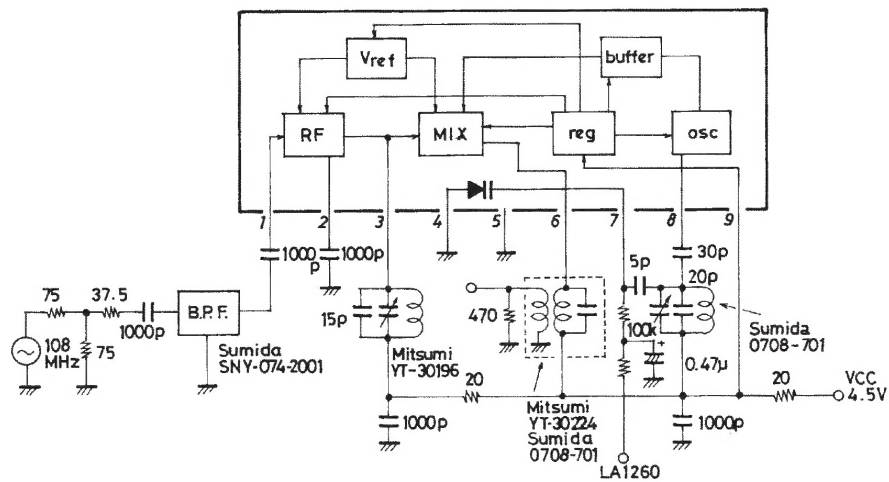 Vref
buffer
RF
MIX
reg
osc
1
2
3
4
5
6
7
8
9
1000
p
1000p
30p
5p
20p
75
37.5
1000p
B.P.F.
15p
470
100k
Sumida
0708-701
108
MHz
75
Sumida
SNY-074-2001
Mitsumi
YT-30196
0.47μ
20
20
VCC
4.5V
1000p
Mitsumi
YT-30224
Sumida
0708-701
1000p
LA1260
+